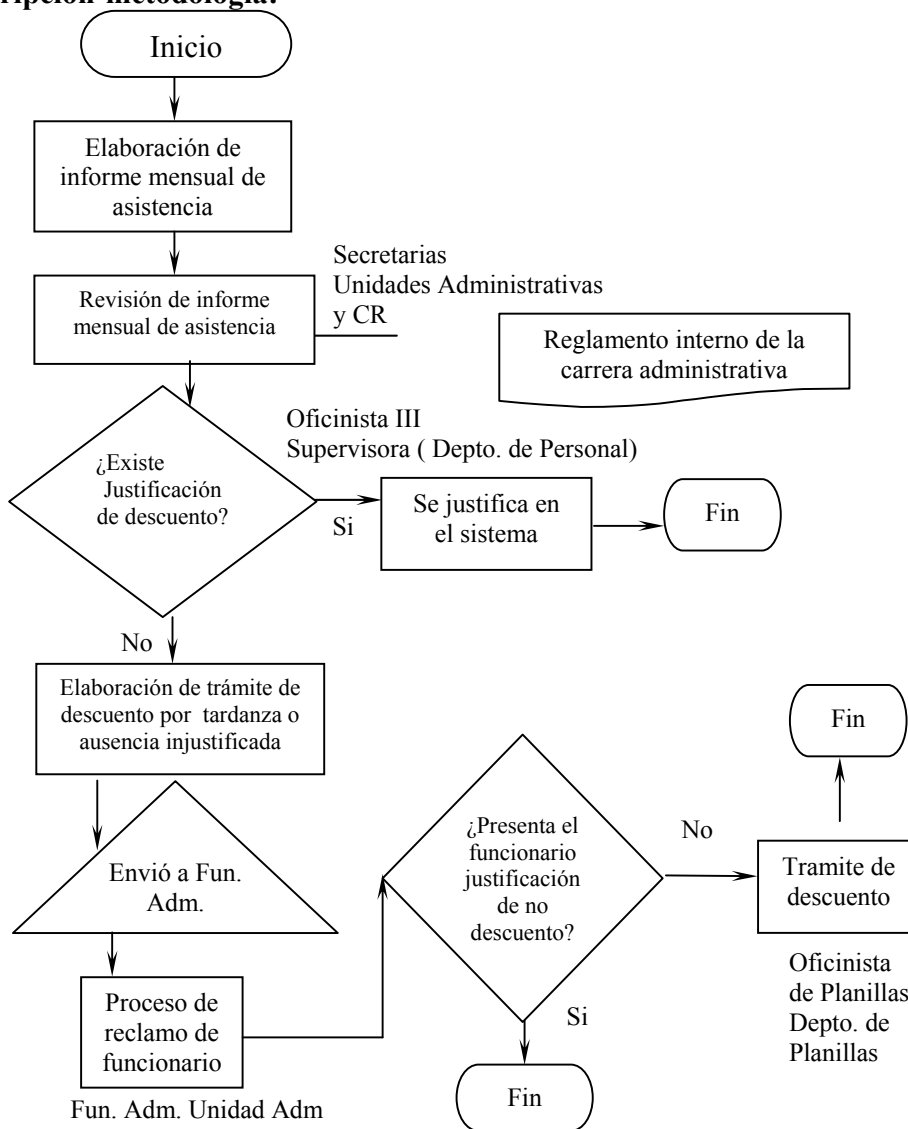 ripción metodología:
Inicio
Elaboración de
informe mensual de
asistencia
Revisión de informe
mensual de asistencia
Secretarias
Unidades Administrativas
y CR
Reglamento interno de la
carrera administrativa
¿Existe
Justificación
de descuento?
Oficinista III
Supervisora ( Depto. de Personal)
Si
Se justifica en
el sistema
Fin
No
Elaboración de trámite de
descuento por tardanza o
ausencia injustificada
Envió a Fun.
Adm.
Proceso de
reclamo de
funcionario
Fun. Adm. Unidad Adm
¿Presenta el
funcionario
justificación
de no
descuento?
No
Tramite de
descuento
Fin
Oficinista
de Planillas
Depto. de
Planillas
Si
Fin